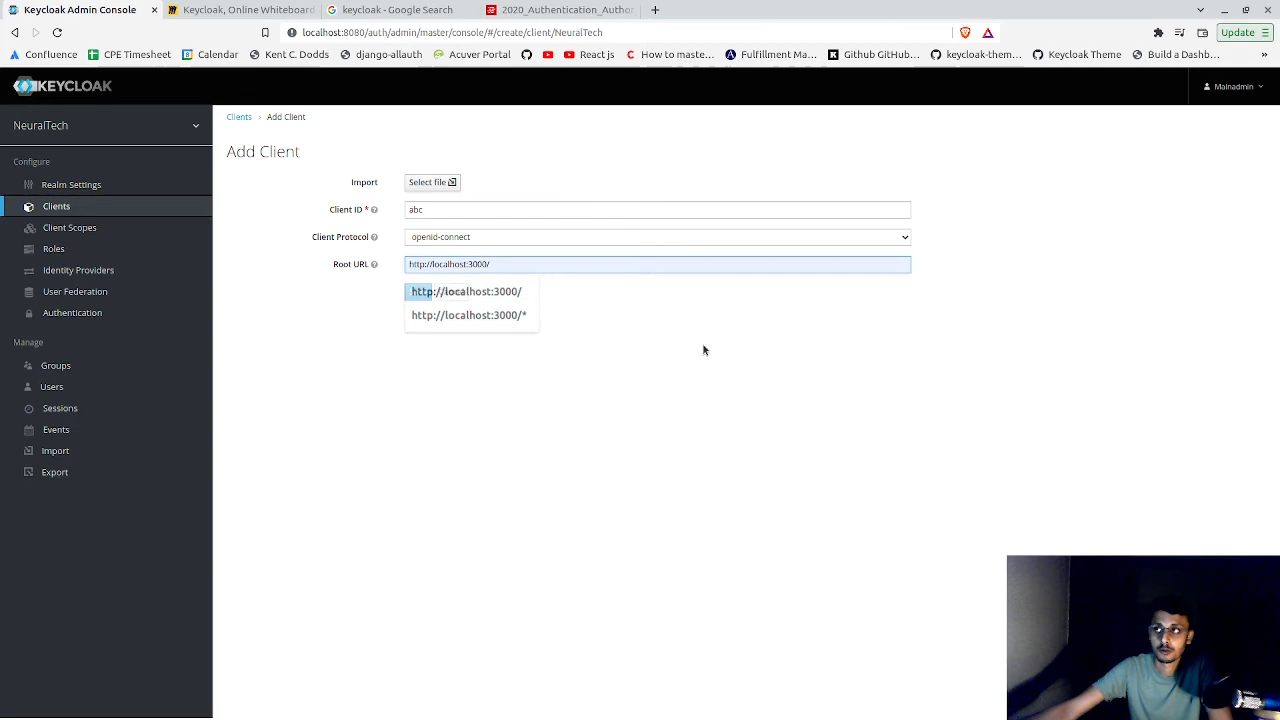 Keycloak Admin Console
Keycloak, Online Whiteboard
keycloak - Google Search
2020_Authentication_Author
localhost:8080/auth/admin/master/console/#/create/client/NeuralTech
Update
Confluence
CPE Timesheet
Calendar
Kent C. Dodds
django-allauth
Acuver Portal
React js
How to master…
Fulfillment Ma…
Github GitHub…
keycloak-them…
Keycloak Theme
Build a Dashb…
KEYCLOAK
Mainadmin
NeuralTech
Clients > Add Client
Add Client
Configure
Realm Settings
Clients
Client Scopes
Roles
Identity Providers
User Federation
Authentication
Manage
Groups
Users
Sessions
Events
Import
Export
Import
Select file
Client ID *
abc
Client Protocol
openid-connect
Root URL
http://localhost:3000/
http://localhost:3000/
http://localhost:3000/*